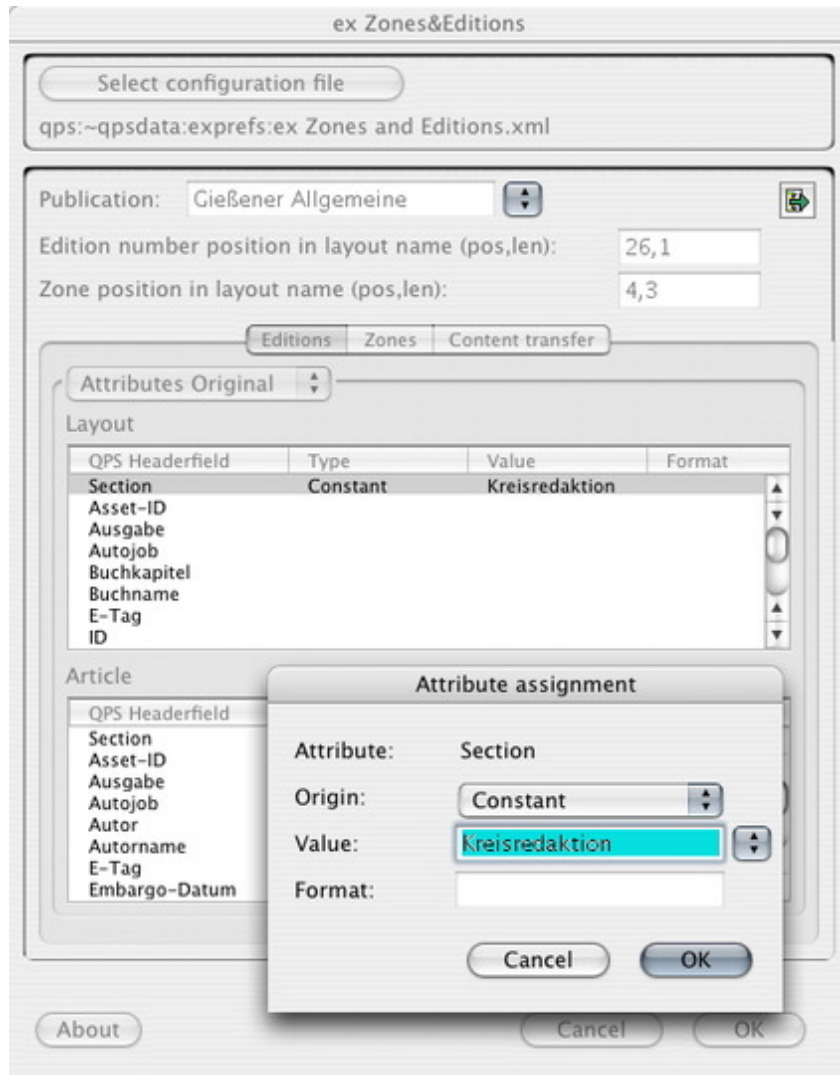 ex Zones&Editions
Select configuration file
qps:~qpsdata:exprefs:ex Zones and Editions.xml
Publication: Gießener Allgemeine
Edition number position in layout name (pos,len): 26,1
Zone position in layout name (pos,len): 4,3
Editions Zones Content transfer
Attributes Original
Layout
QPS Headerfield Type Value Format
Section Constant Kreisredaktion
Asset-ID
Ausgabe
Autojob
Buchkapitel
Buchname
E-Tag
ID
Article
QPS Headerfield
Section
Asset-ID
Ausgabe
Autojob
Autor
Autorname
E-Tag
Embargo-Datum
Attribute assignment
Attribute: Section
Origin: Constant
Value: Kreisredaktion
Format:
Cancel OK
About Cancel OK